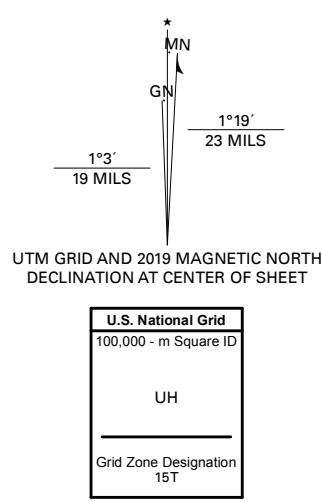 ★
MN
GN
1°19´
23 MILS
1°3´
19 MILS
UTM GRID AND 2019 MAGNETIC NORTH
DECLINATION AT CENTER OF SHEET
U.S. National Grid
100,000 - m Square ID
UH
Grid Zone Designation
15T